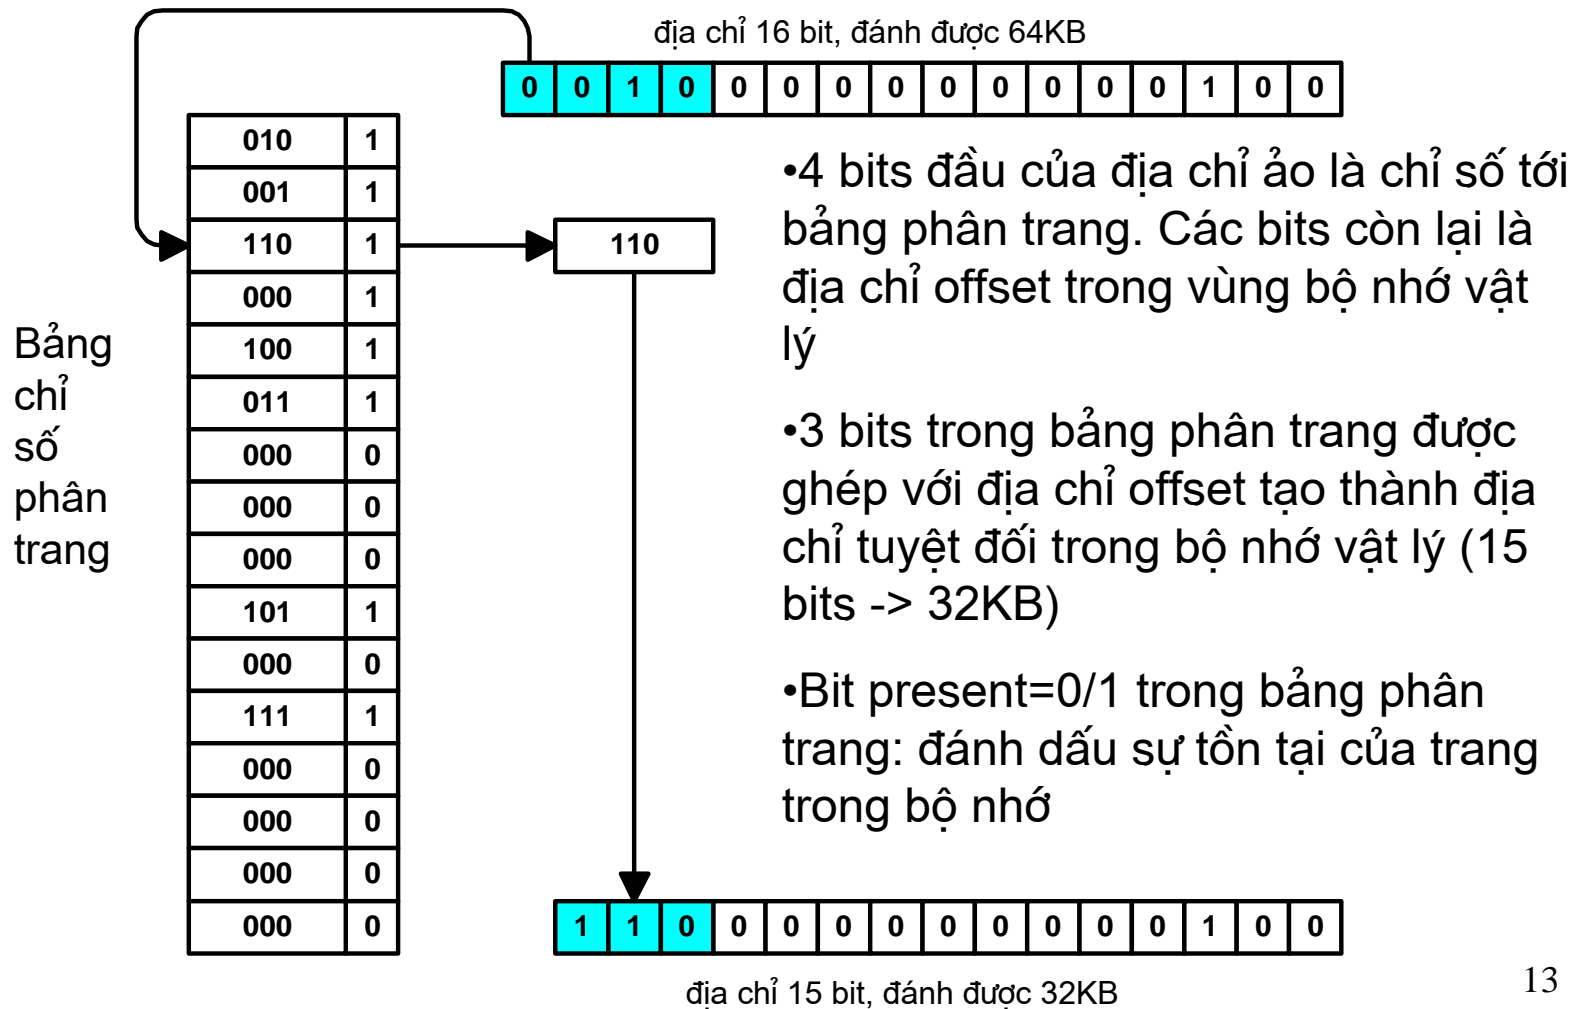 địa chỉ 16 bit, đánh được 64KB
0 0 1 0 0 0 0 0 0 0 0 0 0 1 0 0
010 1
001 1
110 1
000 1
100 1
011 1
000 0
000 0
000 0
101 1
000 0
111 1
000 0
000 0
000 0
000 0
Bảng
chỉ
số
phân
trang
110
•4 bits đầu của địa chỉ ảo là chỉ số tới
bảng phân trang. Các bits còn lại là
địa chỉ offset trong vùng bộ nhớ vật
lý
•3 bits trong bảng phân trang được
ghép với địa chỉ offset tạo thành địa
chỉ tuyệt đối trong bộ nhớ vật lý (15
bits -> 32KB)
•Bit present=0/1 trong bảng phân
trang: đánh dấu sự tồn tại của trang
trong bộ nhớ
1 1 0 0 0 0 0 0 0 0 0 0 1 0 0
địa chỉ 15 bit, đánh được 32KB
13